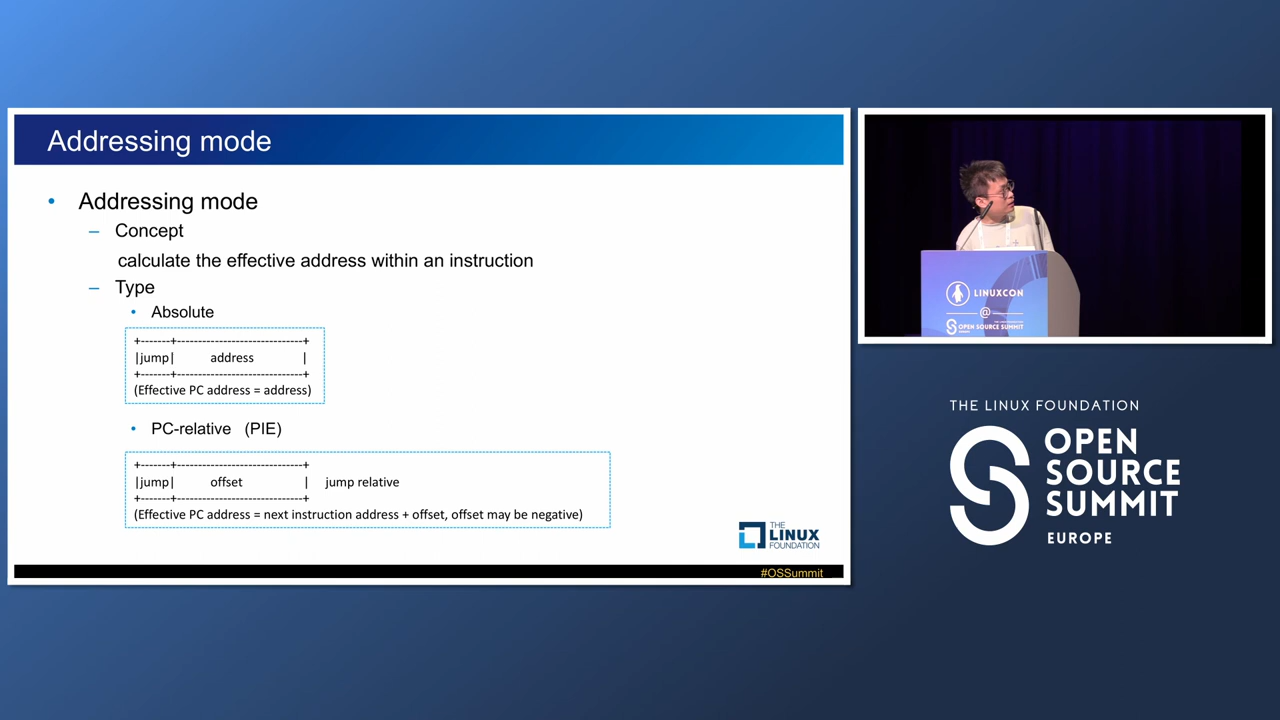 Addressing mode
• Addressing mode
– Concept
calculate the effective address within an instruction
– Type
• Absolute
+-------+------------------------------+
|jump| address |
+-------+------------------------------+
(Effective PC address = address)
• PC-relative (PIE)
+-------+------------------------------+
|jump| offset | jump relative
+-------+------------------------------+
(Effective PC address = next instruction address + offset, offset may be negative)
THE
LINUX
FOUNDATION
#OSSummit
LINUXCON
@
OPEN SOURCE SUMMIT
THE LINUX FOUNDATION
OPEN
SOURCE
SUMMIT
EUROPE